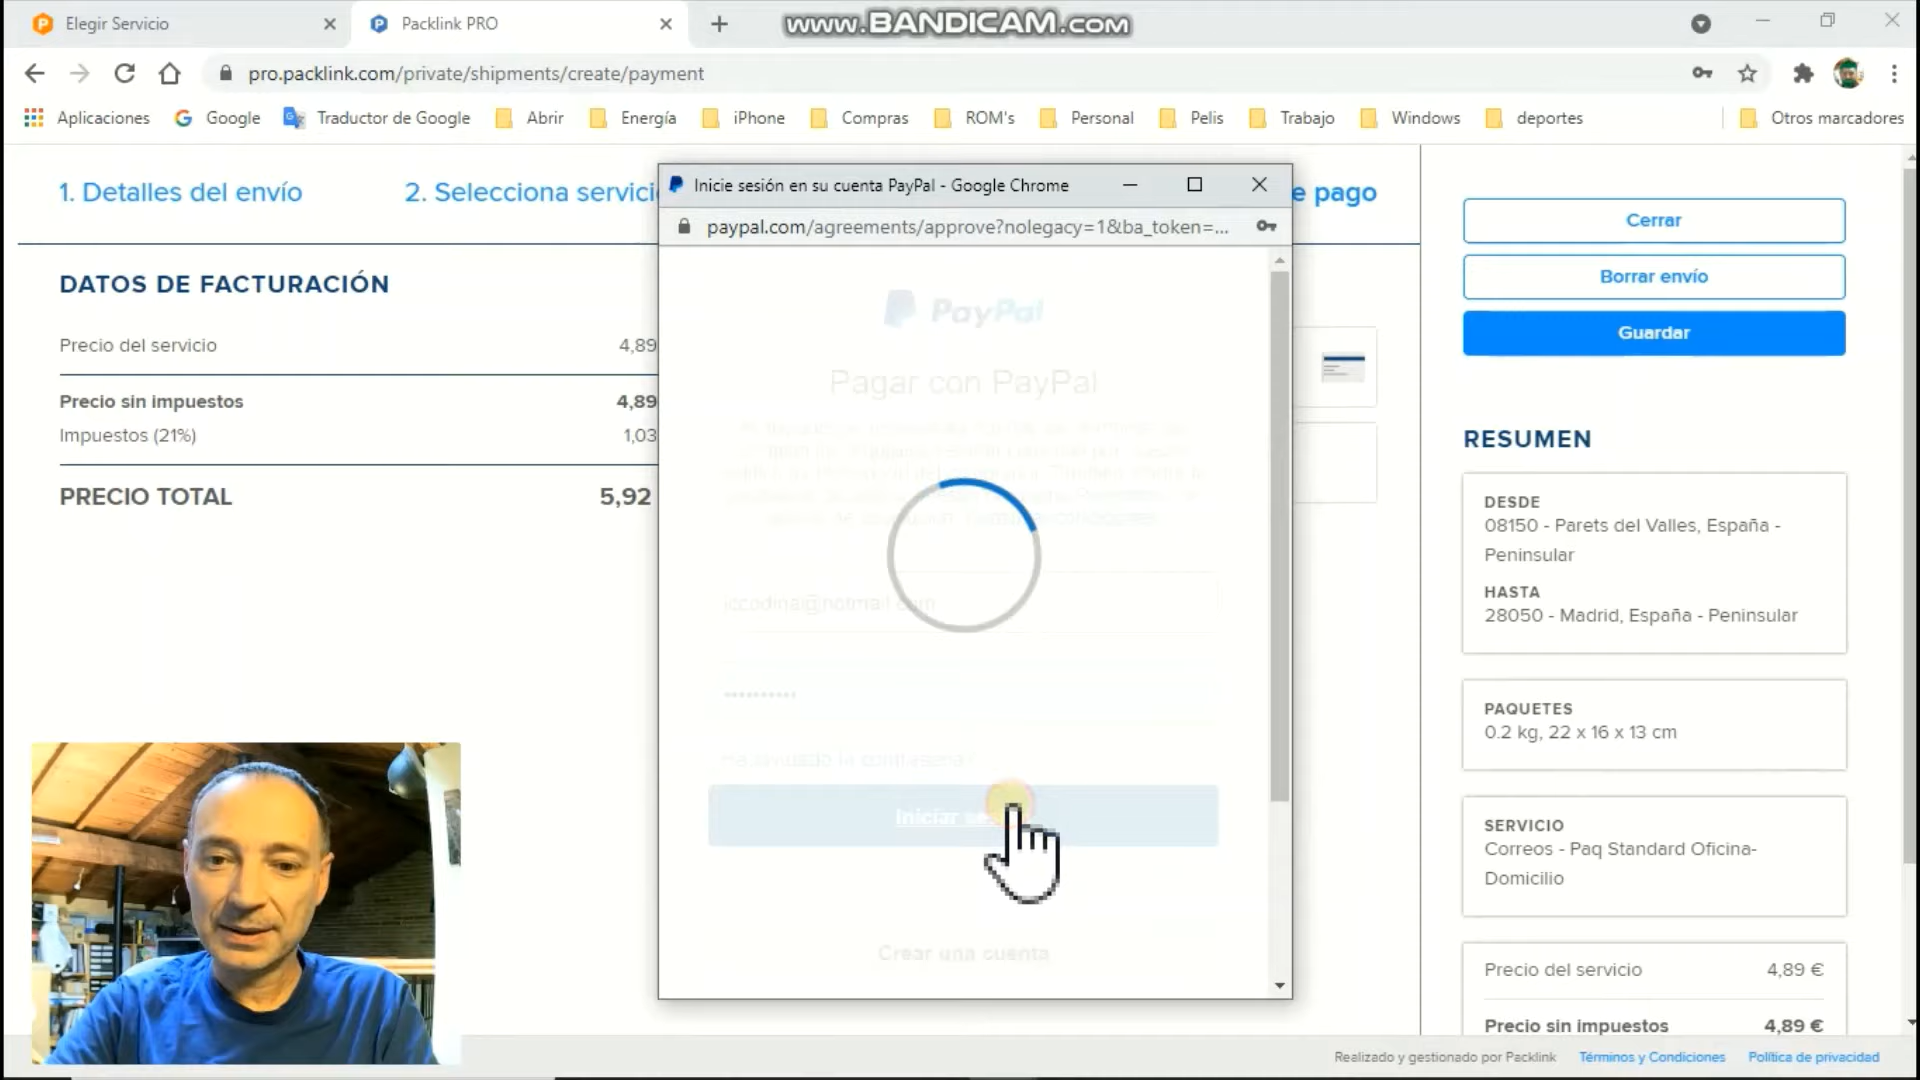 Elegir Servicio
Packlink PRO
www.BANDICAM.com
pro.packlink.com/private/shipments/create/payment
Aplicaciones
Google
Traductor de Google
Abrir
Energía
iPhone
Compras
ROM's
Personal
Pelis
Trabajo
Windows
deportes
Otros marcadores
1. Detalles del envío
2. Selecciona servici
e pago
DATOS DE FACTURACIÓN
Precio del servicio 4,89
Precio sin impuestos 4,89
Impuestos (21%) 1,03
PRECIO TOTAL 5,92
Inicie sesión en su cuenta PayPal - Google Chrome
paypal.com/agreements/approve?nolegacy=1&ba_token=...
PayPal
Pagar con PayPal
••••••••••
Iniciar se
Crear una cuenta
Cerrar
Borrar envío
Guardar
RESUMEN
DESDE
08150 - Parets del Valles, España -
Peninsular
HASTA
28050 - Madrid, España - Peninsular
PAQUETES
0.2 kg, 22 x 16 x 13 cm
SERVICIO
Correos - Paq Standard Oficina-
Domicilio
Precio del servicio 4,89 €
Precio sin impuestos 4,89 €
Realizado y gestionado por Packlink
Términos y Condiciones
Política de privacidad